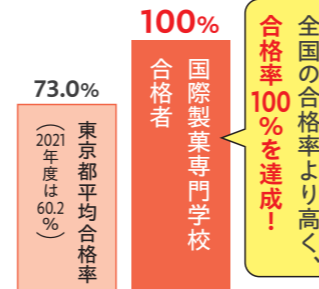 100%
73.0%
国際製菓専門学校
合格者
東京都平均合格率
（2021年度は60.2%）
全国の合格率より高く、
合格率100%を達成！